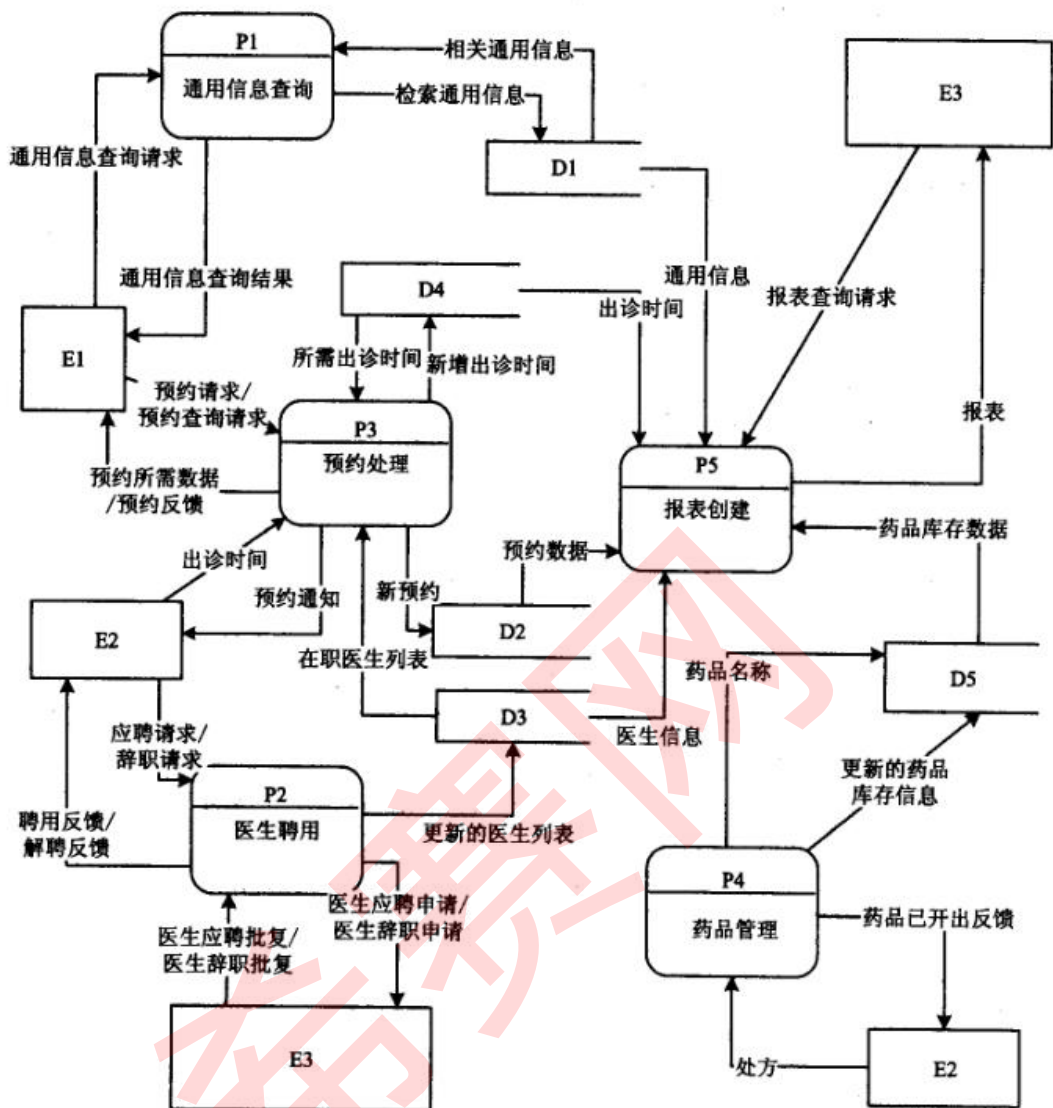 P1
相关通用信息
通用信息查询
检索通用信息
E3
通用信息查询请求
D1
通用信息查询结果
通用信息
D4
出诊时间
报表查询请求
E1
所需出诊时间
新增出诊时间
预约请求/
预约查询请求
报表
P3
预约处理
P5
报表创建
预约所需数据
/预约反馈
药品库存数据
出诊时间
预约数据
预约通知
新预约
E2
D2
在职医生列表
药品名称
D5
D3
医生信息
应聘请求/
辞职请求
更新的药品
库存信息
P2
医生聘用
聘用反馈/
解聘反馈
更新的医生列表
P4
药品管理
医生应聘申请/
医生辞职申请
药品已开出反馈
医生应聘批复/
医生辞职批复
E3
处方
E2
希赛网